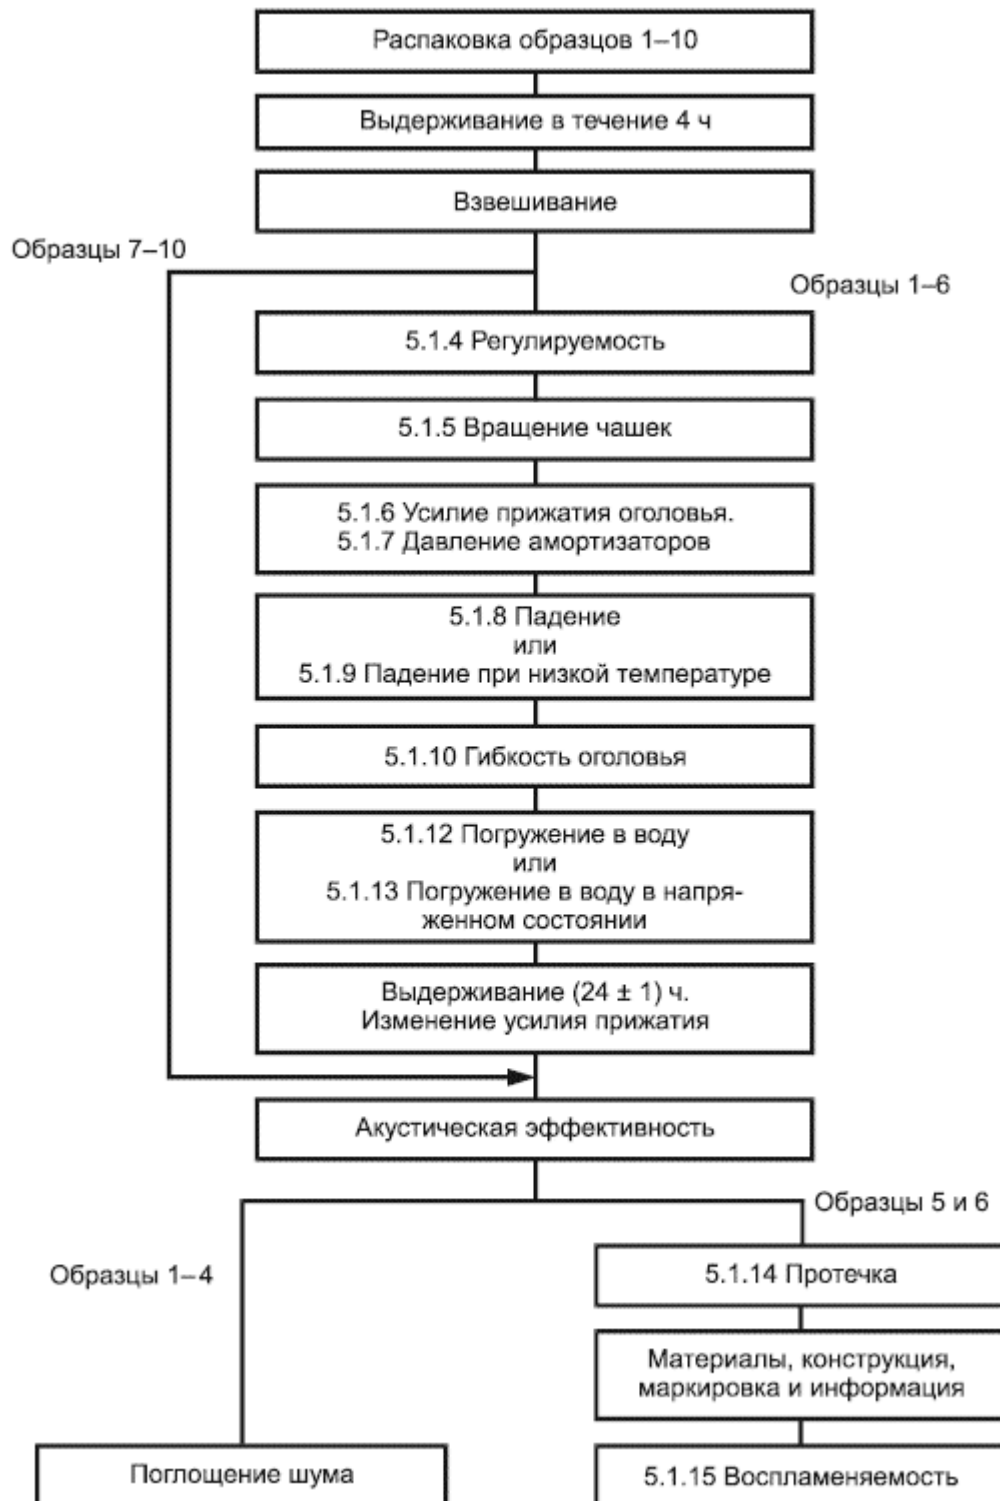 Распаковка образцов 1–10
Выдерживание в течение 4 ч
Взвешивание
Образцы 7–10
Образцы 1–6
5.1.4 Регулируемость
5.1.5 Вращение чашек
5.1.6 Усилие прижатия оголовья.
5.1.7 Давление амортизаторов
5.1.8 Падение
или
5.1.9 Падение при низкой температуре
5.1.10 Гибкость оголовья
5.1.12 Погружение в воду
или
5.1.13 Погружение в воду в напря-
женном состоянии
Выдерживание (24 ± 1) ч.
Изменение усилия прижатия
Акустическая эффективность
Образцы 5 и 6
Образцы 1–4
5.1.14 Протечка
Материалы, конструкция,
маркировка и информация
Поглощение шума
5.1.15 Воспламеняемость